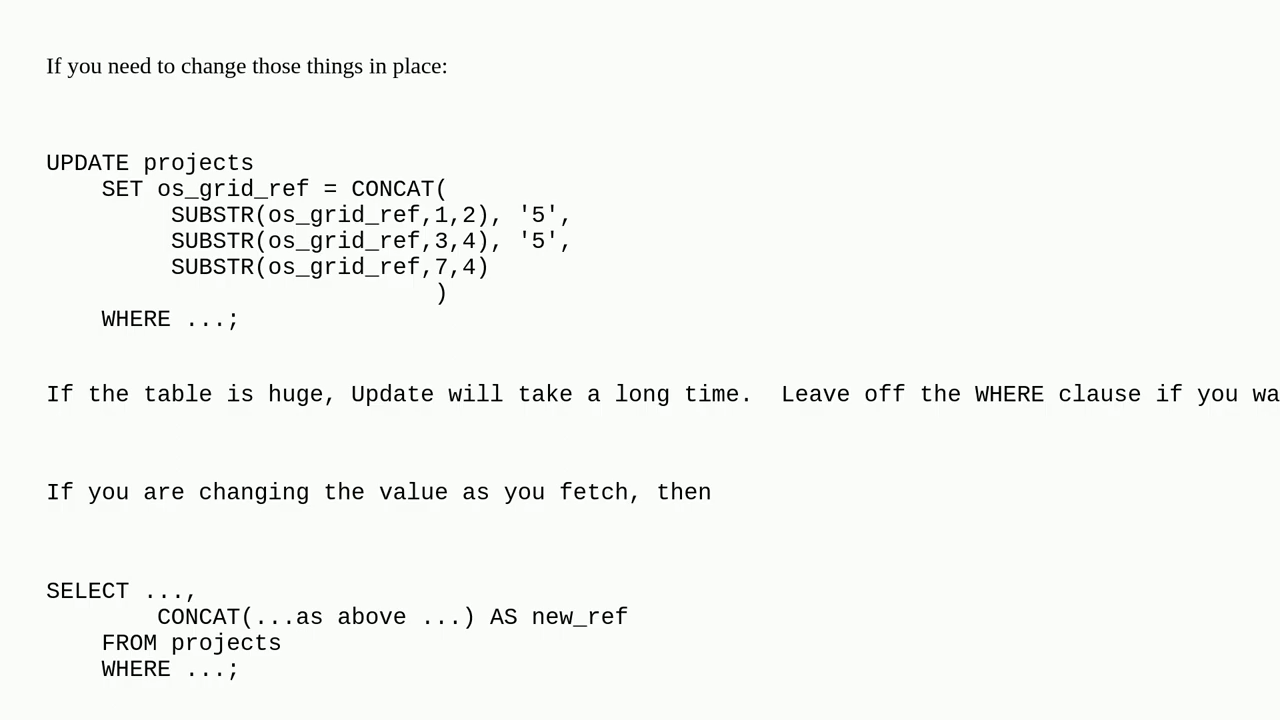 If you need to change those things in place:
UPDATE projects
    SET os_grid_ref = CONCAT(
         SUBSTR(os_grid_ref,1,2), '5',
         SUBSTR(os_grid_ref,3,4), '5',
         SUBSTR(os_grid_ref,7,4)
                            )
    WHERE ...;
If the table is huge, Update will take a long time.  Leave off the WHERE clause if you
If you are changing the value as you fetch, then
SELECT ...,
        CONCAT(...as above ...) AS new_ref
    FROM projects
    WHERE ...;